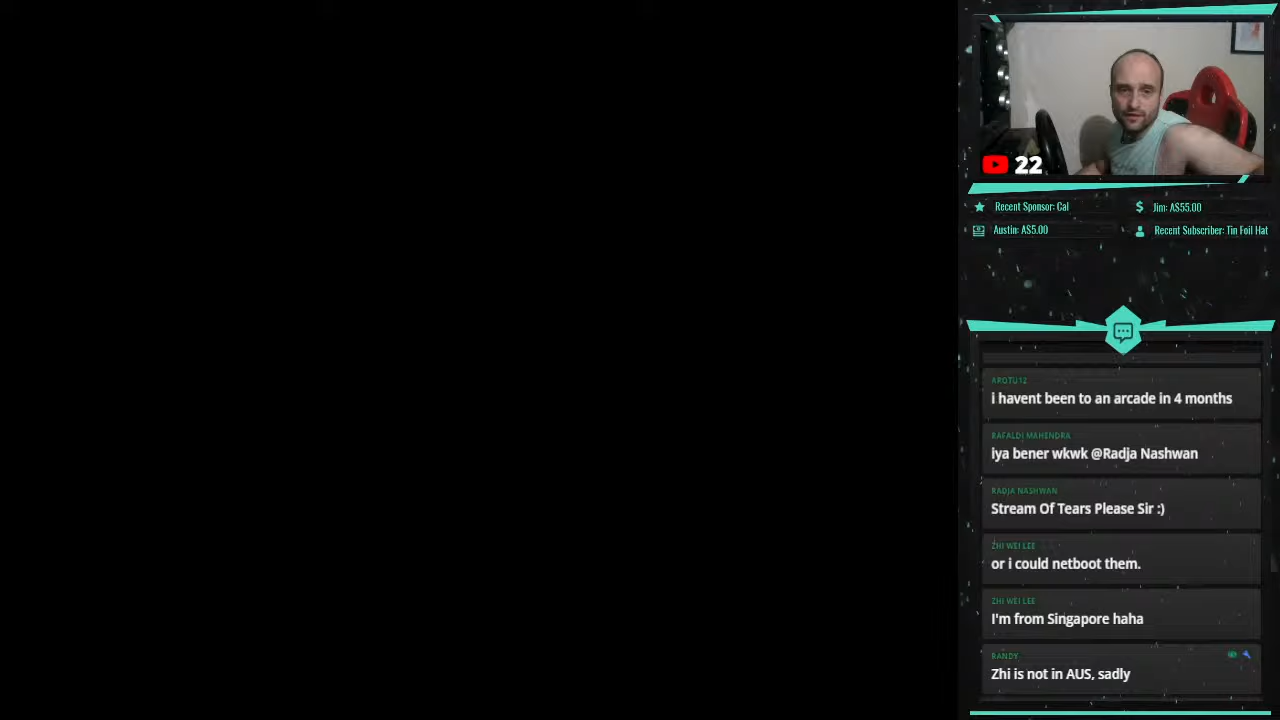 22
Recent Sponsor: Cal
$ Jim: A$55.00
Austin: A$5.00
Recent Subscriber: Tin Foil Hat
AROTU12
i havent been to an arcade in 4 months
RAFALDI MAHENDRA
iya bener wkwk @Radja Nashwan
RADJA NASHWAN
Stream Of Tears Please Sir :)
ZHI WEI LEE
or i could netboot them.
ZHI WEI LEE
I'm from Singapore haha
RANDY
Zhi is not in AUS, sadly